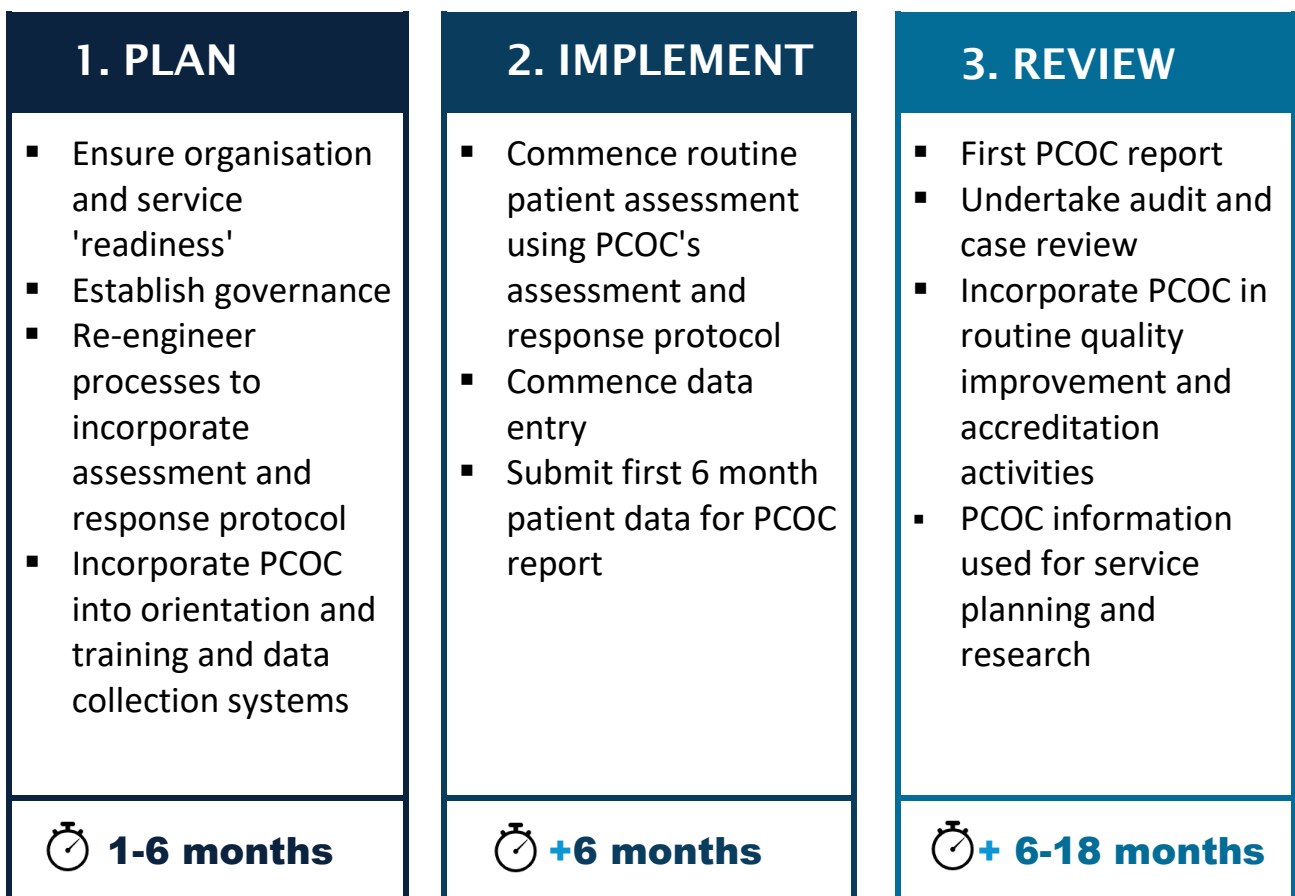 1. PLAN
▪ Ensure organisation
and service
'readiness'
▪ Establish governance
▪ Re-engineer
processes to
incorporate
assessment and
response protocol
▪ Incorporate PCOC
into orientation and
training and data
collection systems
1-6 months
2. IMPLEMENT
▪ Commence routine
patient assessment
using PCOC's
assessment and
response protocol
▪ Commence data
entry
▪ Submit first 6 month
patient data for PCOC
report
+6 months
3. REVIEW
▪ First PCOC report
▪ Undertake audit and
case review
▪ Incorporate PCOC in
routine quality
improvement and
accreditation
activities
▪ PCOC information
used for service
planning and
research
+ 6-18 months